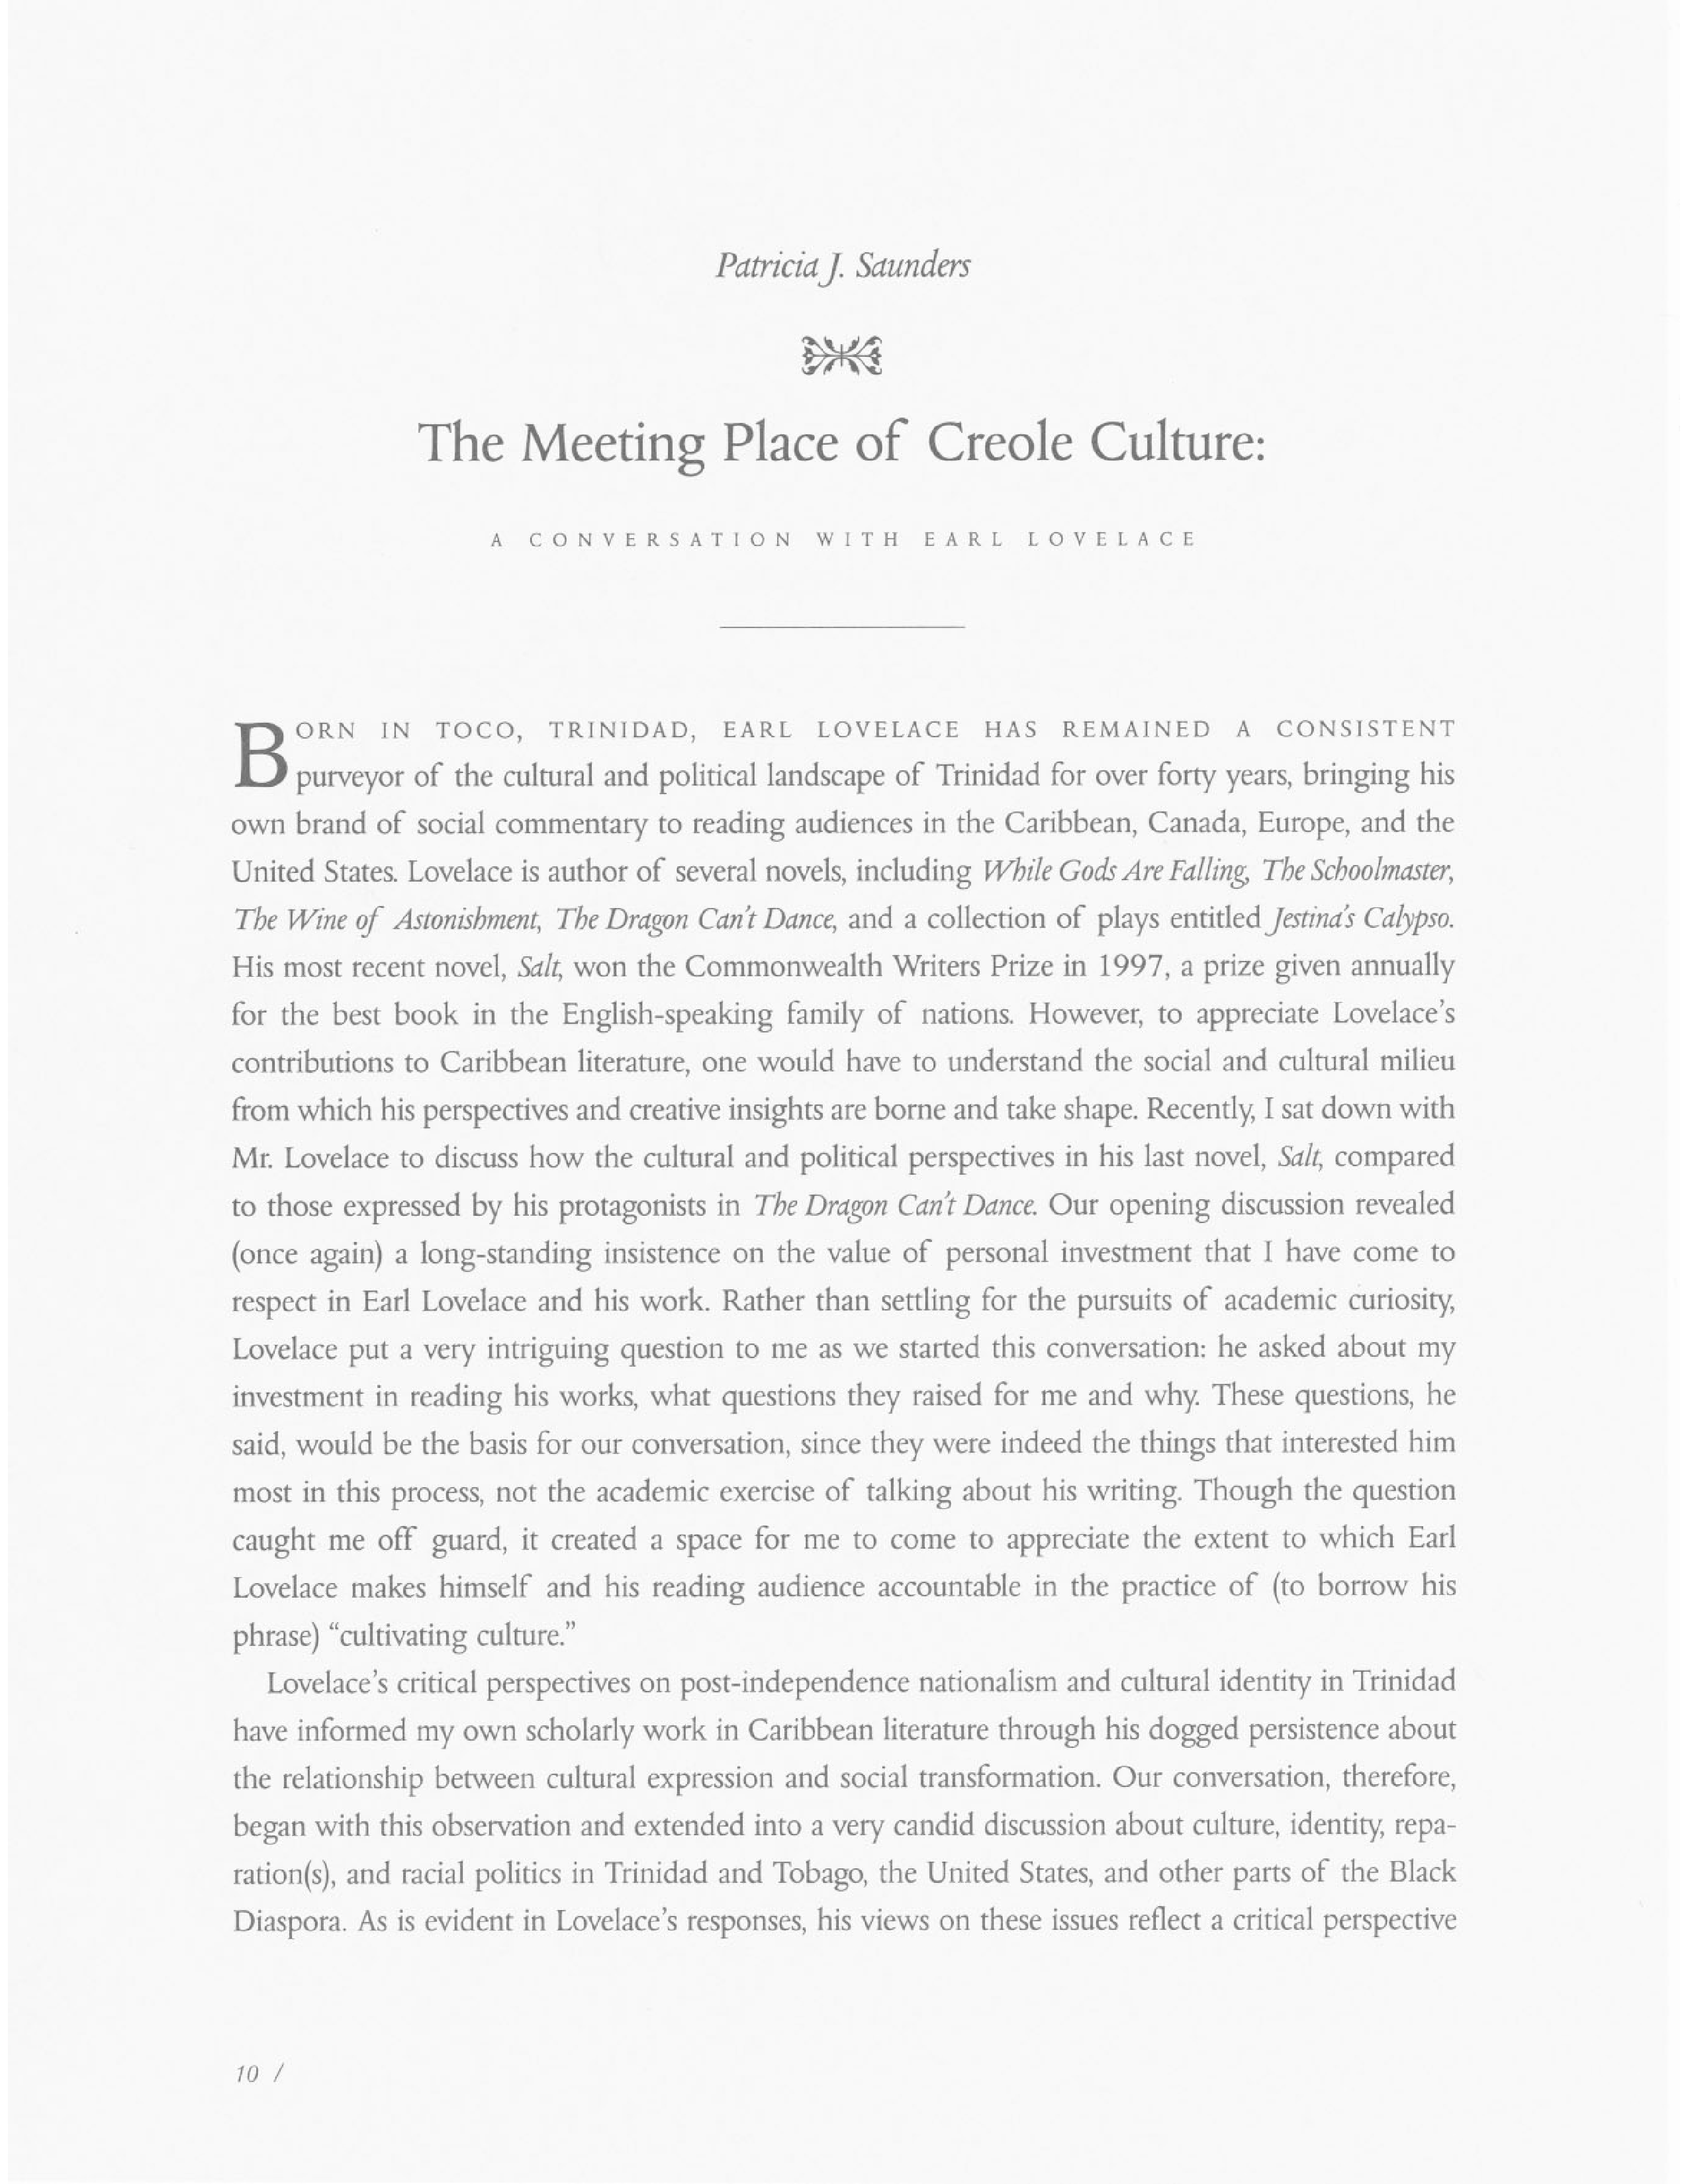 Patricia J. Saunders
The Meeting Place of Creole Culture:
A CONVERSATION WITH EARL LOVELACE
BORN IN TOCO, TRINIDAD, EARL LOVELACE HAS REMAINED A CONSISTENT
purveyor of the cultural and political landscape of Trinidad for over forty years, bringing his
own brand of social commentary to reading audiences in the Caribbean, Canada, Europe, and the
United States. Lovelace is author of several novels, including While Gods Are Falling, The Schoolmaster,
The Wine of Astonishment, The Dragon Can't Dance, and a collection of plays entitled Jestina's Calypso.
His most recent novel, Salt, won the Commonwealth Writers Prize in 1997, a prize given annually
for the best book in the English-speaking family of nations. However, to appreciate Lovelace's
contributions to Caribbean literature, one would have to understand the social and cultural milieu
from which his perspectives and creative insights are borne and take shape. Recently, I sat down with
Mr. Lovelace to discuss how the cultural and political perspectives in his last novel, Salt, compared
to those expressed by his protagonists in The Dragon Can't Dance. Our opening discussion revealed
(once again) a long-standing insistence on the value of personal investment that I have come to
respect in Earl Lovelace and his work. Rather than settling for the pursuits of academic curiosity,
Lovelace put a very intriguing question to me as we started this conversation: he asked about my
investment in reading his works, what questions they raised for me and why. These questions, he
said, would be the basis for our conversation, since they were indeed the things that interested him
most in this process, not the academic exercise of talking about his writing. Though the question
caught me off guard, it created a space for me to come to appreciate the extent to which Earl
Lovelace makes himself and his reading audience accountable in the practice of (to borrow his
phrase) “cultivating culture.”
Lovelace's critical perspectives on post-independence nationalism and cultural identity in Trinidad
have informed my own scholarly work in Caribbean literature through his dogged persistence about
the relationship between cultural expression and social transformation. Our conversation, therefore,
began with this observation and extended into a very candid discussion about culture, identity, repa-
ration(s), and racial politics in Trinidad and Tobago, the United States, and other parts of the Black
Diaspora. As is evident in Lovelace's responses, his views on these issues reflect a critical perspective
10 /